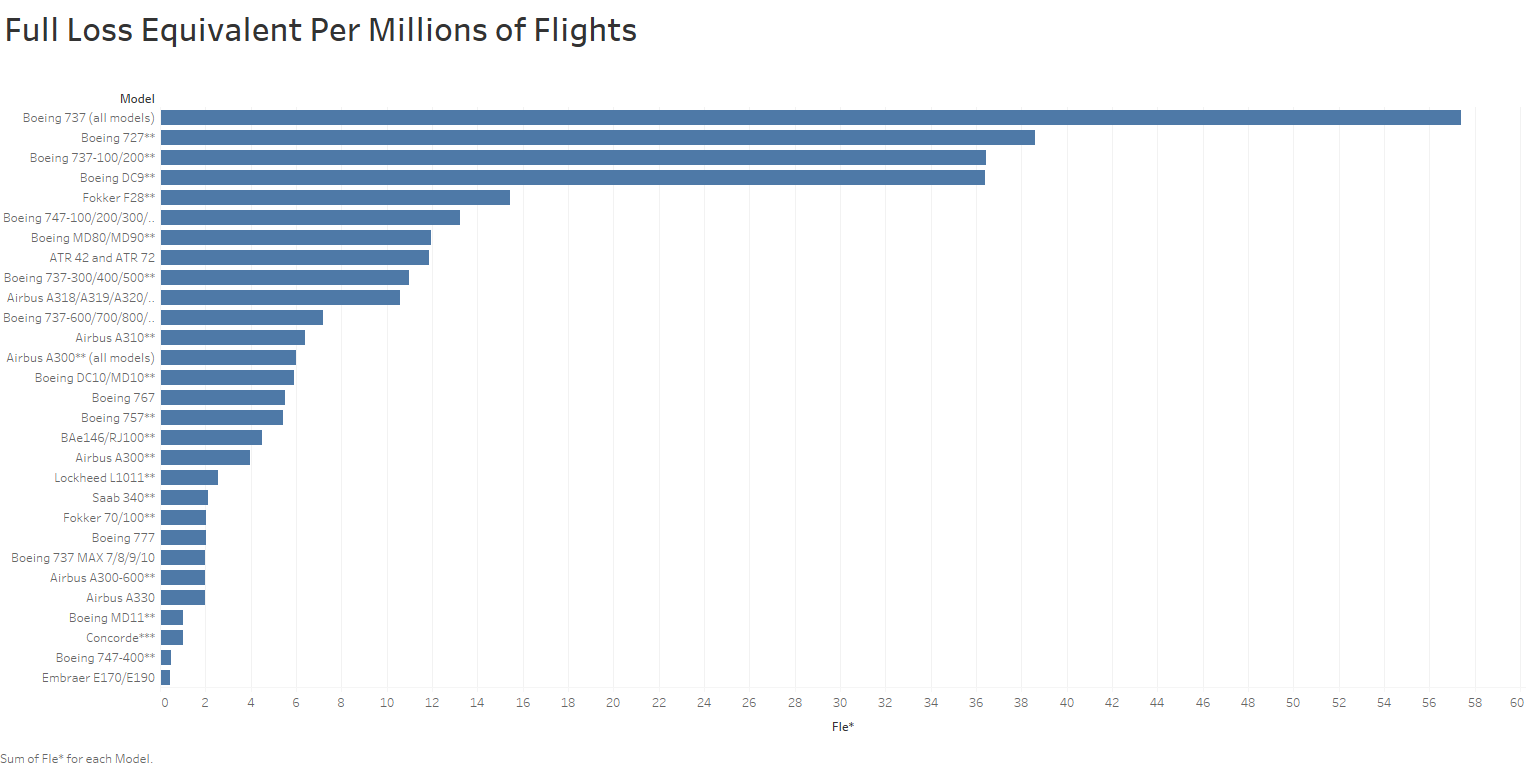 Full Loss Equivalent Per Millions of Flights
Model
Boeing 737 (all models)
Boeing 727**
Boeing 737-100/200**
Boeing DC9**
Fokker F28**
Boeing 747-100/200/300/..
Boeing MD80/MD90**
ATR 42 and ATR 72
Boeing 737-300/400/500**
Airbus A318/A319/A320/..
Boeing 737-600/700/800/..
Airbus A310**
Airbus A300** (all models)
Boeing DC10/MD10**
Boeing 767
Boeing 757**
BAe146/RJ100**
Airbus A300**
Lockheed L1011**
Saab 340**
Fokker 70/100**
Boeing 777
Boeing 737 MAX 7/8/9/10
Airbus A300-600**
Airbus A330
Boeing MD11**
Concorde***
Boeing 747-400**
Embraer E170/E190
0 2 4 6 8 10 12 14 16 18 20 22 24 26 28 30 32 34 36 38 40 42 44 46 48 50 52 54 56 58 60
Fle*
Sum of Fle* for each Model.